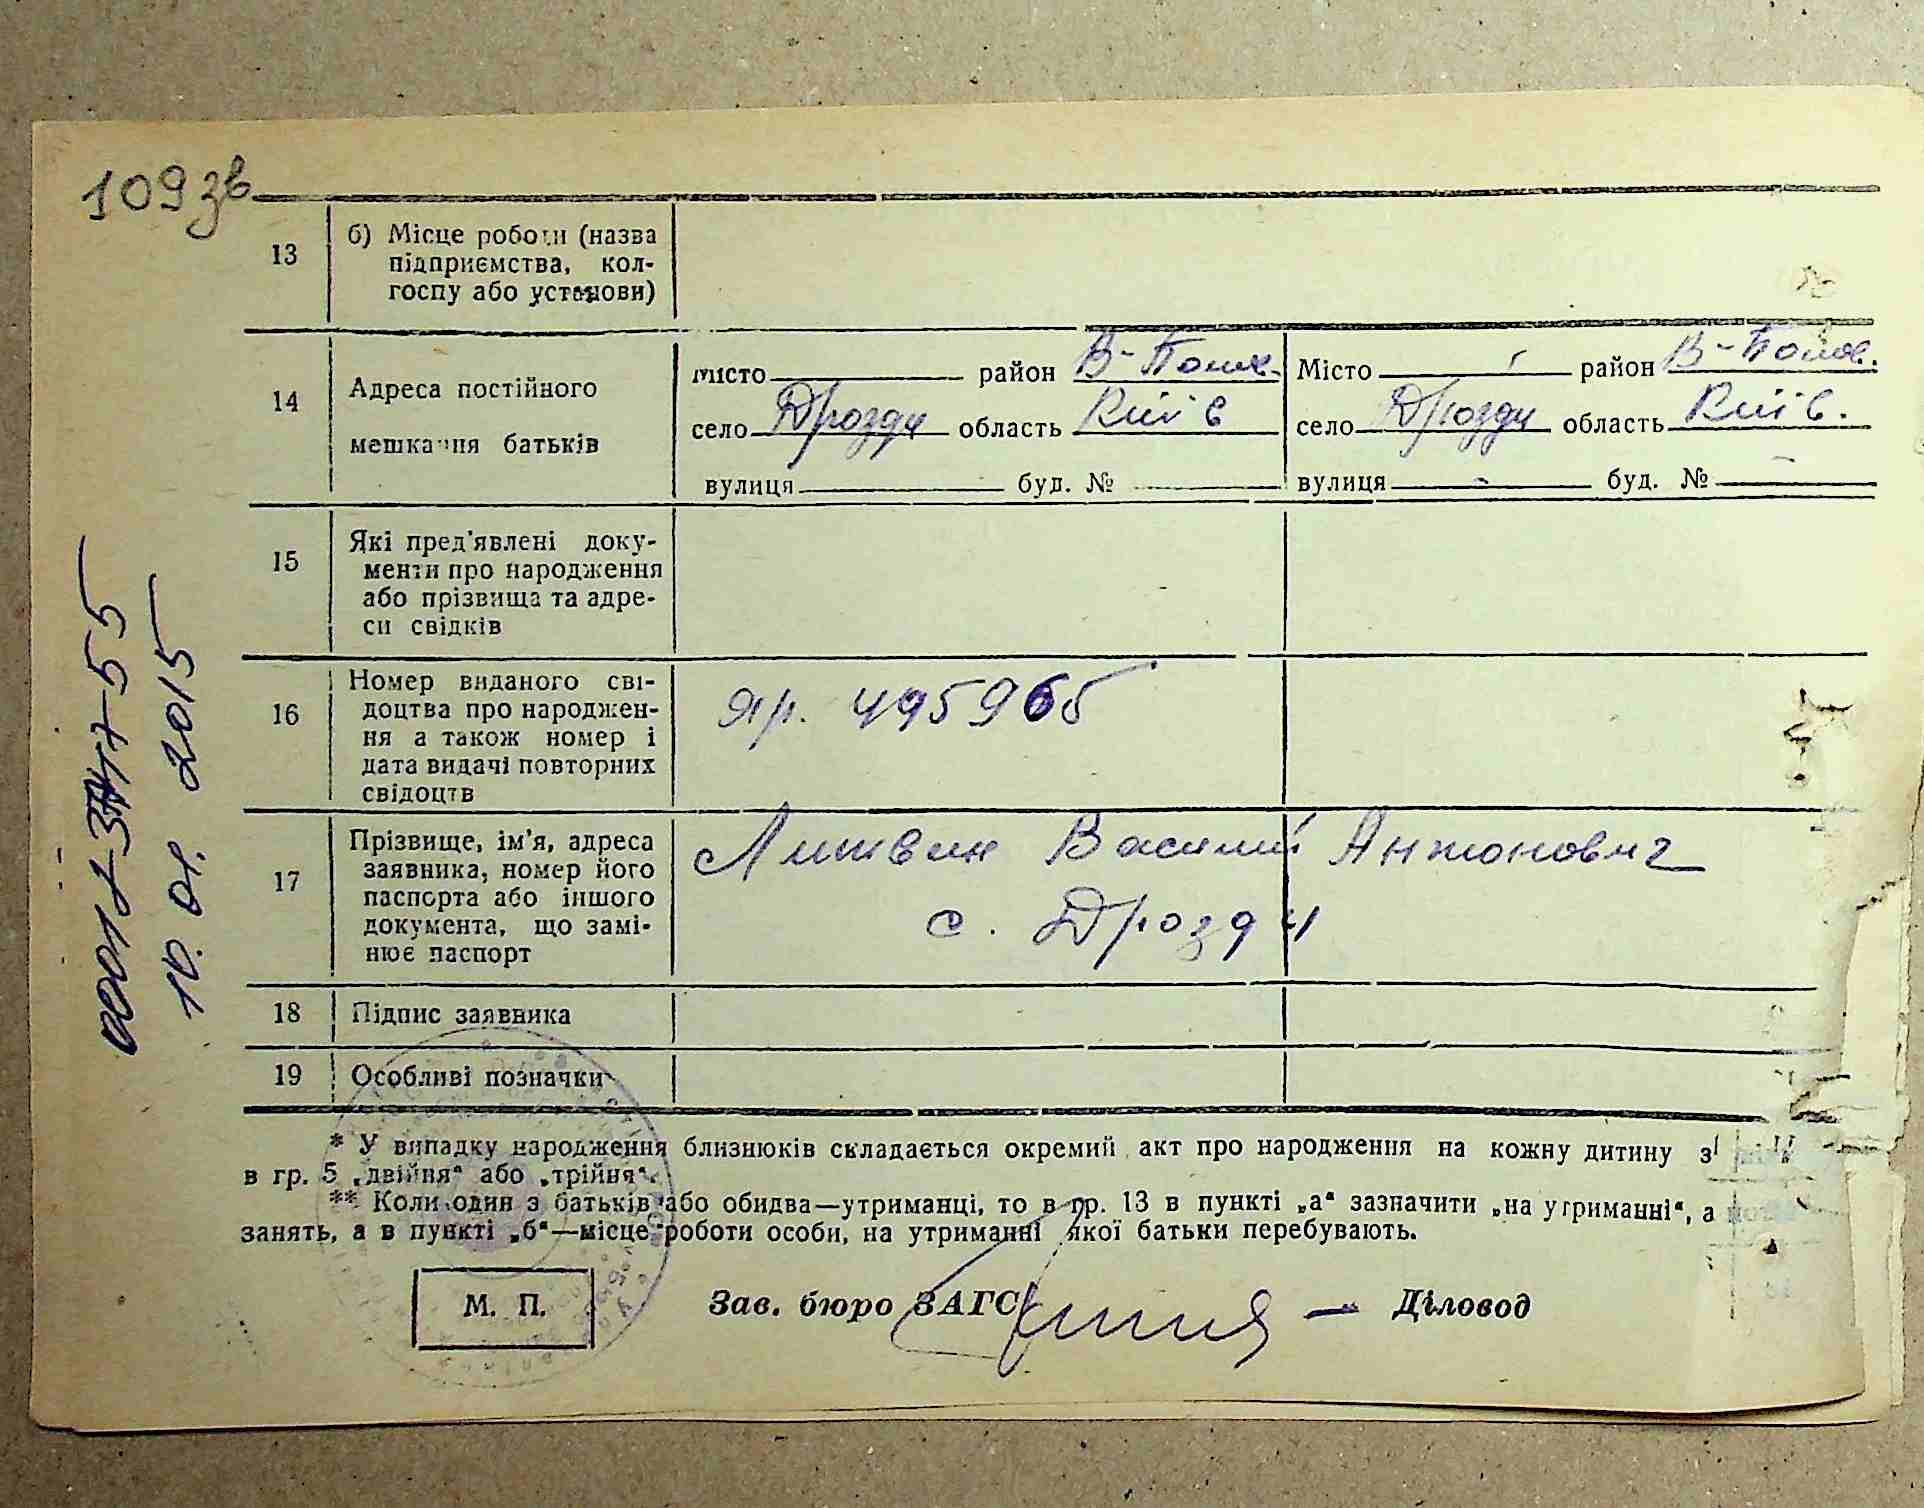 109зв
13 б) Місце роботи (назва
підприємства, кол-
госпу або установи)
14 Адреса постійного
мешкання батьків
місто район В-Полов.
село Дрозди область Київ
вулиця буд. №
Місто район В-Полов.
село Дрозди область Київ.
вулиця - буд. № -
15 Які пред'явлені доку-
менти про народження
або прізвища та адре-
си свідків
16 Номер виданого сві-
доцтва про народжен-
ня а також номер і
дата видачі повторних
свідоцтв
яр. 495965
17 Прізвище, ім'я, адреса
заявника, номер його
паспорта або іншого
документа, що замі-
нює паспорт
Литвин Василий Антонович
с. Дрозди
18 Підпис заявника
19 Особливі позначки
* У випадку народження близнюків складається окремий акт про народження на кожну дитину з
в гр. 5 „двійня" або „трійня".
** Коли один з батьків або обидва—утриманці, то в гр. 13 в пункті „а" зазначити „на утриманні", а
занять, а в пункті „б"—місце роботи особи, на утриманні якої батьки перебувають.
М. П.
Зав. бюро ЗАГС — Діловод
10.01. 2015